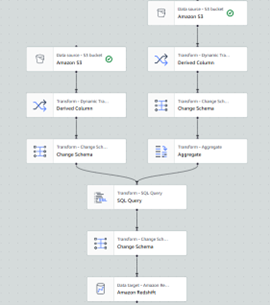 Data source - S3 bucket
Amazon S3
Data source - S3 bucket
Amazon S3
Transform - Dynamic Tra...
Derived Column
Transform - Dynamic Tra...
Derived Column
Transform - Change Sch...
Change Schema
Transform - Change Sch...
Change Schema
Transform - Aggregate
Aggregate
Transform - SQL Query
SQL Query
Transform - Change Sch...
Change Schema
Data target - Amazon Re...
Amazon Redshift